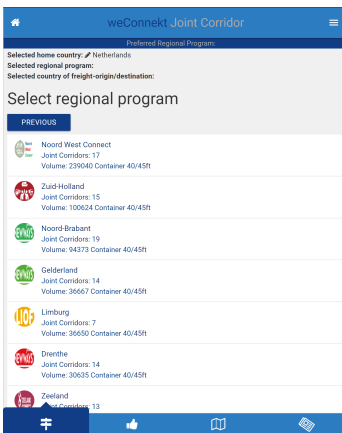 weConnekt Joint Corridor
Preferred Regional Program:
Selected home country: Netherlands
Selected regional program:
Selected country of freight-origin/destination:
Select regional program
PREVIOUS
Noord West Connect
Joint Corridors: 17
Volume: 239040 Container 40/45ft
Zuid-Holland
Joint Corridors: 15
Volume: 100624 Container 40/45ft
Noord-Brabant
Joint Corridors: 19
Volume: 94373 Container 40/45ft
Gelderland
Joint Corridors: 14
Volume: 36667 Container 40/45ft
Limburg
Joint Corridors: 7
Volume: 36650 Container 40/45ft
Drenthe
Joint Corridors: 14
Volume: 30635 Container 40/45ft
Zeeland
Joint Corridors: 13